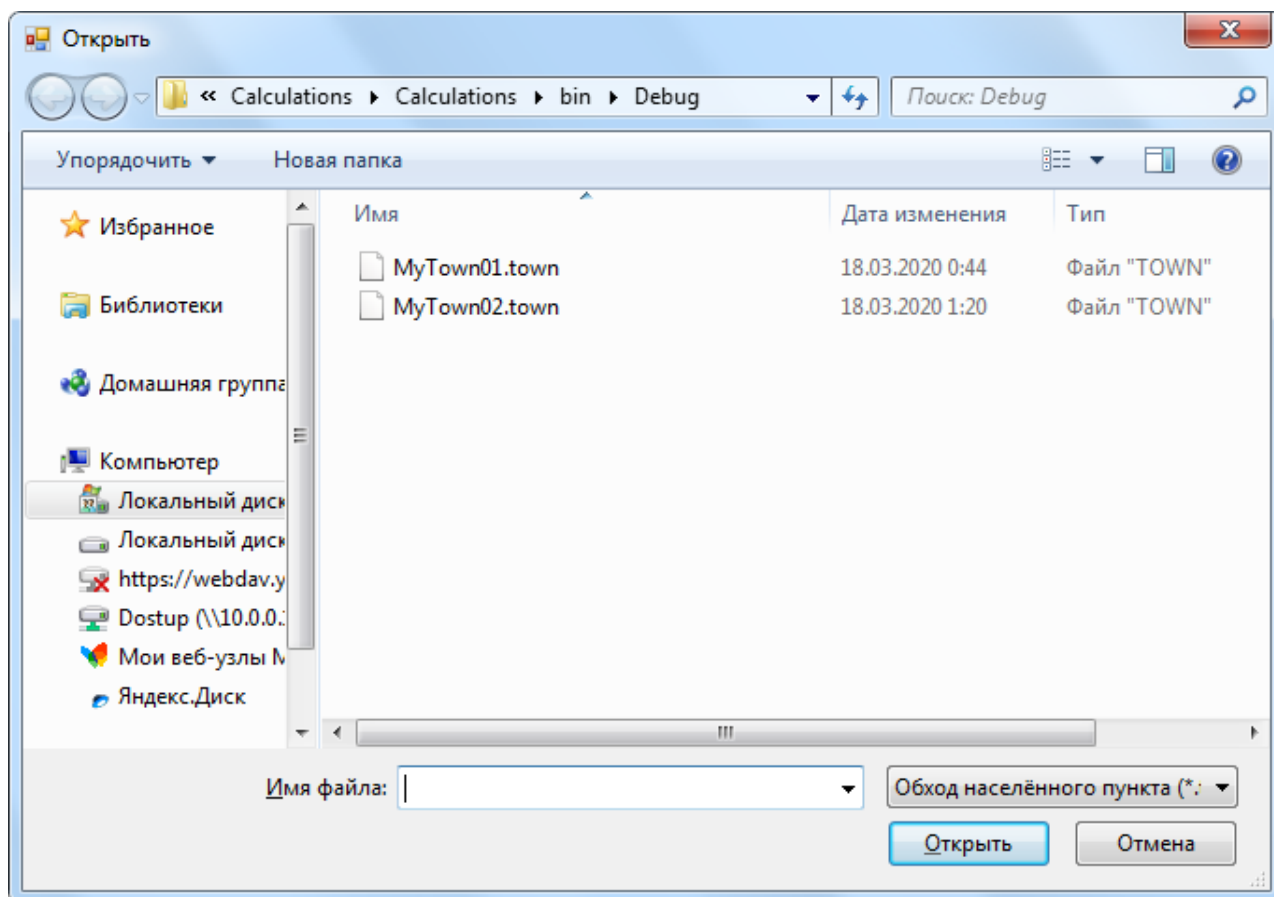 Открыть
« Calculations ▸ Calculations ▸ bin ▸ Debug
Поиск: Debug
Упорядочить
Новая папка
Имя
Дата изменения
Тип
Избранное
Библиотеки
Домашняя группа
Компьютер
Локальный диск
Локальный диск
https://webdav.y
Dostup (\\10.0.0.
Мои веб-узлы M
Яндекс.Диск
MyTown01.town 18.03.2020 0:44 Файл "TOWN"
MyTown02.town 18.03.2020 1:20 Файл "TOWN"
Имя файла:
Обход населённого пункта (*.
Открыть
Отмена